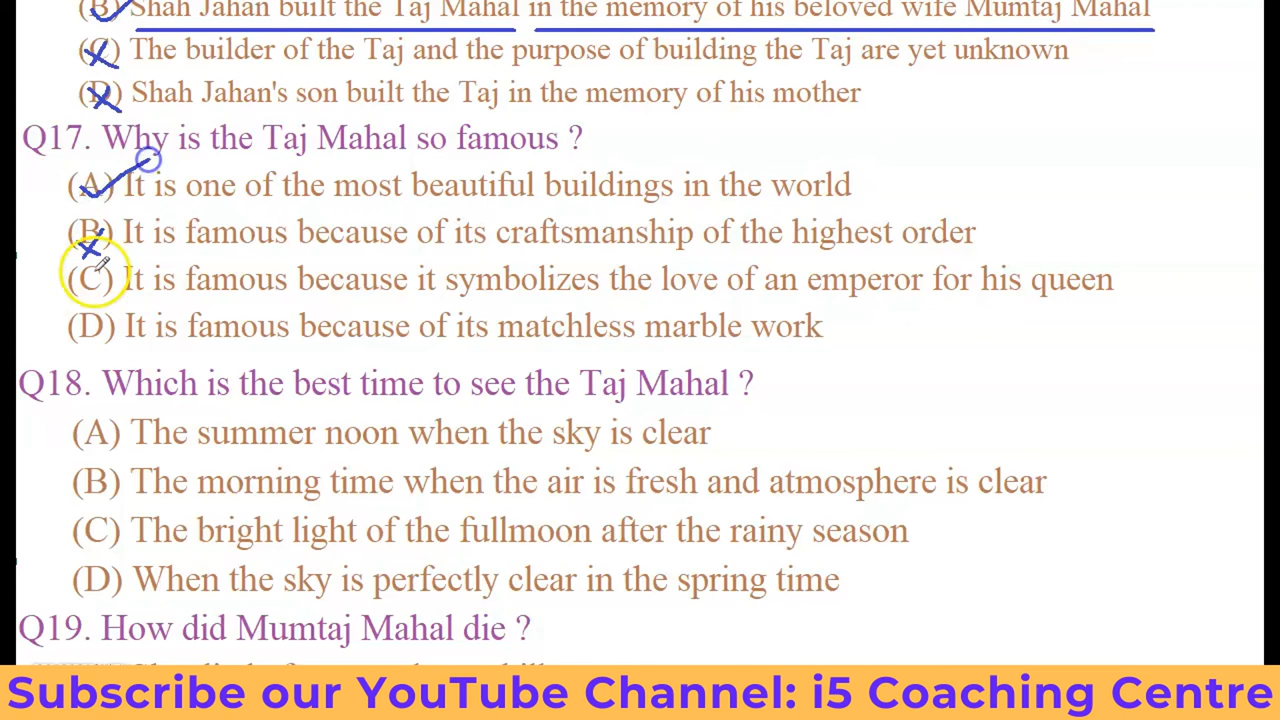 (B) Shah Jahan built the Taj Mahal in the memory of his beloved wife Mumtaj Mahal
(C) The builder of the Taj and the purpose of building the Taj are yet unknown
(D) Shah Jahan's son built the Taj in the memory of his mother
Q17. Why is the Taj Mahal so famous ?
(A) It is one of the most beautiful buildings in the world
(B) It is famous because of its craftsmanship of the highest order
(C) It is famous because it symbolizes the love of an emperor for his queen
(D) It is famous because of its matchless marble work
Q18. Which is the best time to see the Taj Mahal ?
(A) The summer noon when the sky is clear
(B) The morning time when the air is fresh and atmosphere is clear
(C) The bright light of the fullmoon after the rainy season
(D) When the sky is perfectly clear in the spring time
Q19. How did Mumtaj Mahal die ?
Subscribe our YouTube Channel: i5 Coaching Centre